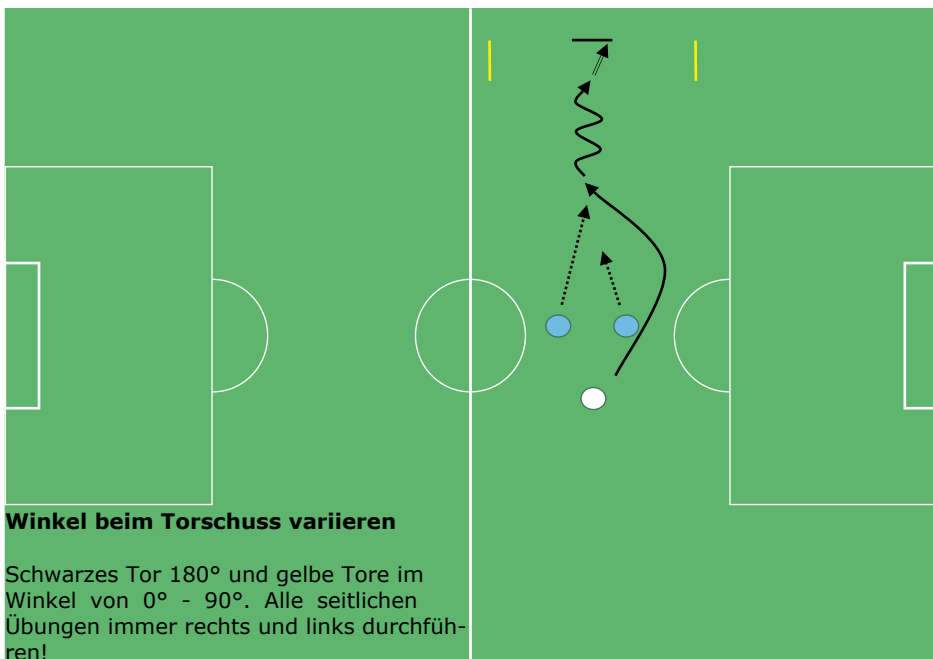 Winkel beim Torschuss variieren
Schwarzes Tor 180° und gelbe Tore im
Winkel von 0° - 90°. Alle seitlichen
Übungen immer rechts und links durchfüh-
ren!